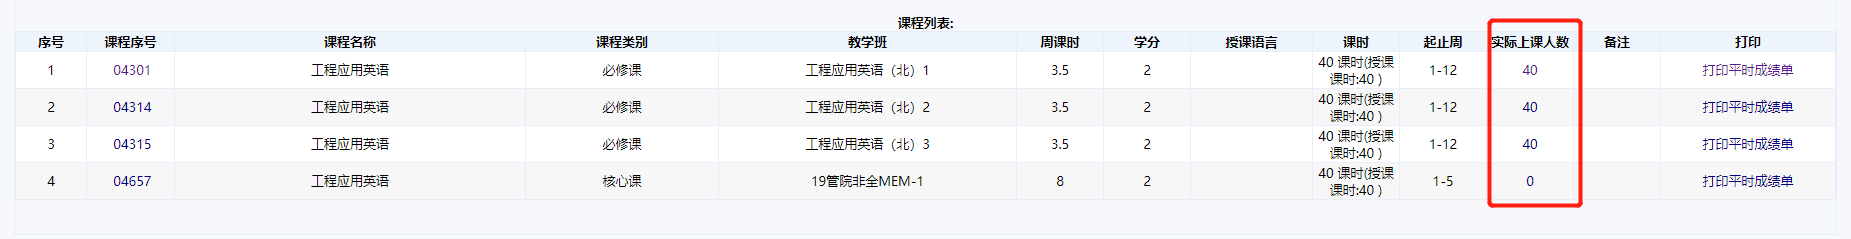 课程列表:
序号 课程序号 课程名称 课程类别 教学班 周课时 学分 授课语言 课时 起止周 实际上课人数 备注 打印
1 04301 工程应用英语 必修课 工程应用英语（北）1 3.5 2 40 课时(授课课时:40 ) 1-12 40 打印平时成绩单
2 04314 工程应用英语 必修课 工程应用英语（北）2 3.5 2 40 课时(授课课时:40 ) 1-12 40 打印平时成绩单
3 04315 工程应用英语 必修课 工程应用英语（北）3 3.5 2 40 课时(授课课时:40 ) 1-12 40 打印平时成绩单
4 04657 工程应用英语 核心课 19管院非全MEM-1 8 2 40 课时(授课课时:40 ) 1-5 0 打印平时成绩单